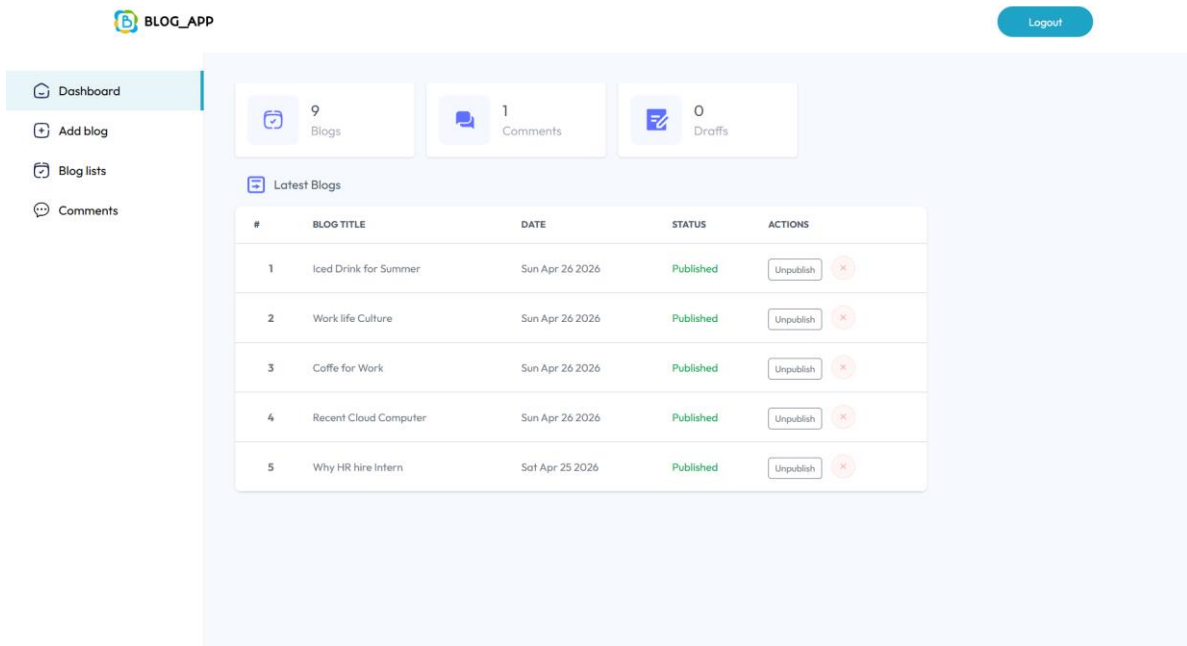 BLOG_APP
Logout
Dashboard
Add blog
Blog lists
Comments
9
Blogs
1
Comments
0
Draffs
Latest Blogs
# BLOG TITLE DATE STATUS ACTIONS
1 Iced Drink for Summer Sun Apr 26 2026 Published Unpublish
2 Work life Culture Sun Apr 26 2026 Published Unpublish
3 Coffe for Work Sun Apr 26 2026 Published Unpublish
4 Recent Cloud Computer Sun Apr 26 2026 Published Unpublish
5 Why HR hire Intern Sat Apr 25 2026 Published Unpublish